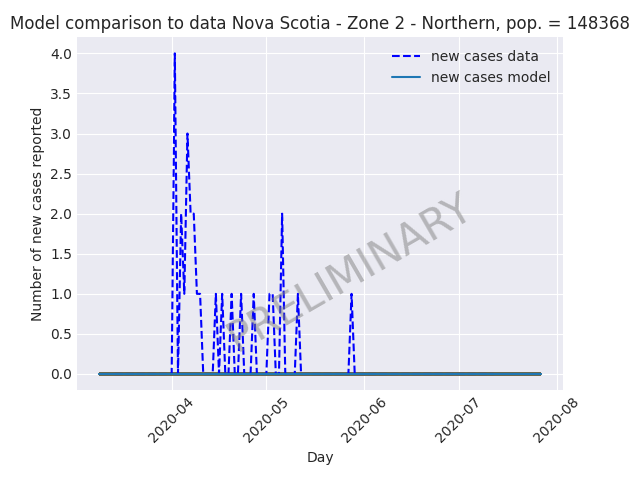 Model comparison to data Nova Scotia - Zone 2 - Northern, pop. = 148368
new cases data
new cases model
Number of new cases reported
4.0
3.5
3.0
2.5
2.0
1.5
1.0
0.5
0.0
PRELIMINARY
2020-04
2020-05
2020-06
2020-07
2020-08
Day